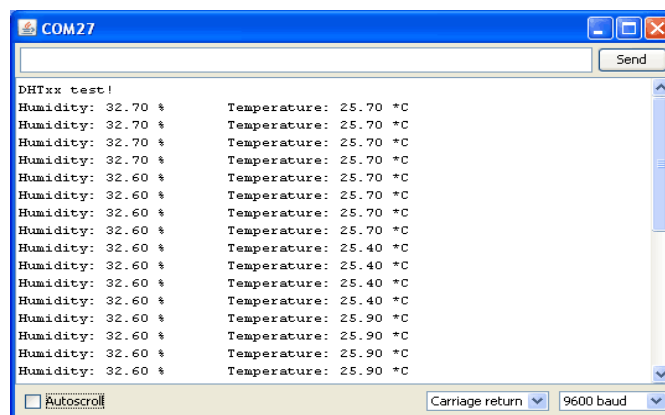 COM27
Send
DHTxx test!
Humidity: 32.70 % Temperature: 25.70 *C
Humidity: 32.70 % Temperature: 25.70 *C
Humidity: 32.70 % Temperature: 25.70 *C
Humidity: 32.70 % Temperature: 25.70 *C
Humidity: 32.60 % Temperature: 25.70 *C
Humidity: 32.60 % Temperature: 25.70 *C
Humidity: 32.60 % Temperature: 25.70 *C
Humidity: 32.60 % Temperature: 25.70 *C
Humidity: 32.60 % Temperature: 25.40 *C
Humidity: 32.60 % Temperature: 25.40 *C
Humidity: 32.60 % Temperature: 25.40 *C
Humidity: 32.60 % Temperature: 25.40 *C
Humidity: 32.60 % Temperature: 25.90 *C
Humidity: 32.60 % Temperature: 25.90 *C
Humidity: 32.60 % Temperature: 25.90 *C
Humidity: 32.60 % Temperature: 25.90 *C
Autoscroll Carriage return 9600 baud